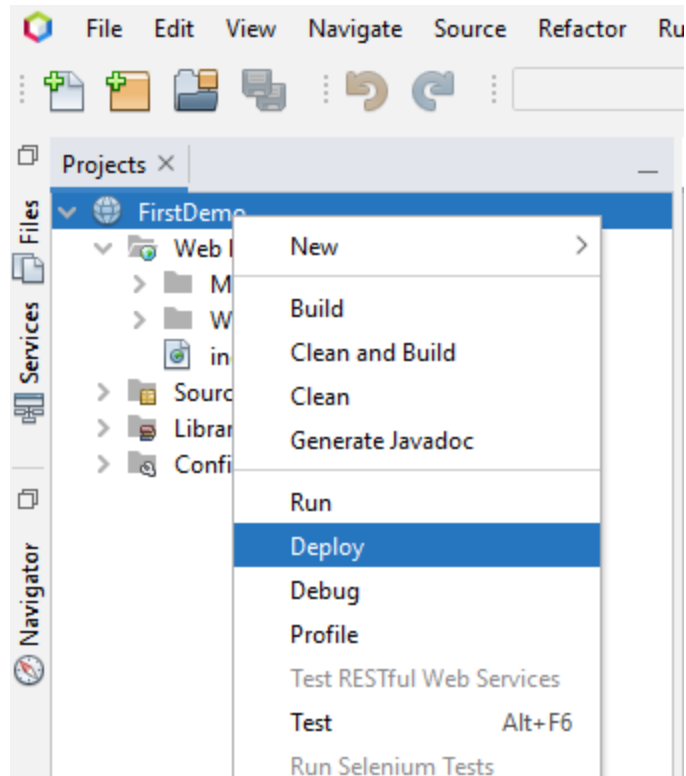 File Edit View Navigate Source Refactor Ru
Projects
Files
Services
Navigator
FirstDemo
Web
M
W
in
Sourc
Librar
Confi
New
Build
Clean and Build
Clean
Generate Javadoc
Run
Deploy
Debug
Profile
Test RESTful Web Services
Test Alt+F6
Run Selenium Tests